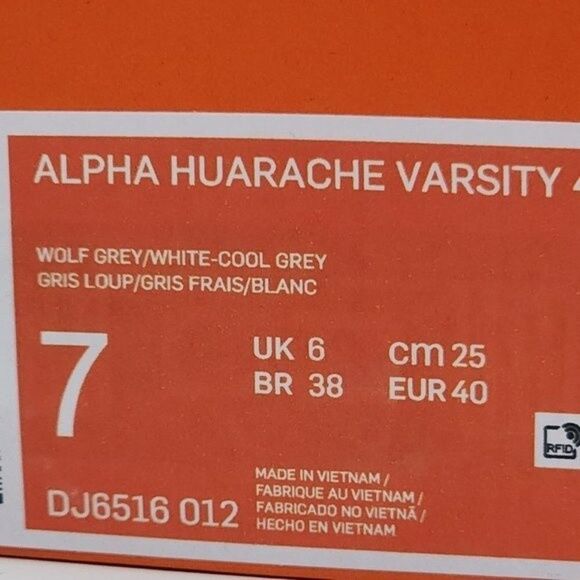 ALPHA HUARACHE VARSITY 4
WOLF GREY/WHITE-COOL GREY
GRIS LOUP/GRIS FRAIS/BLANC
7
UK 6 cm 25
BR 38 EUR 40
RFID
MADE IN VIETNAM /
FABRIQUE AU VIETNAM /
FABRICADO NO VIETNÃ /
HECHO EN VIETNAM
DJ6516 012